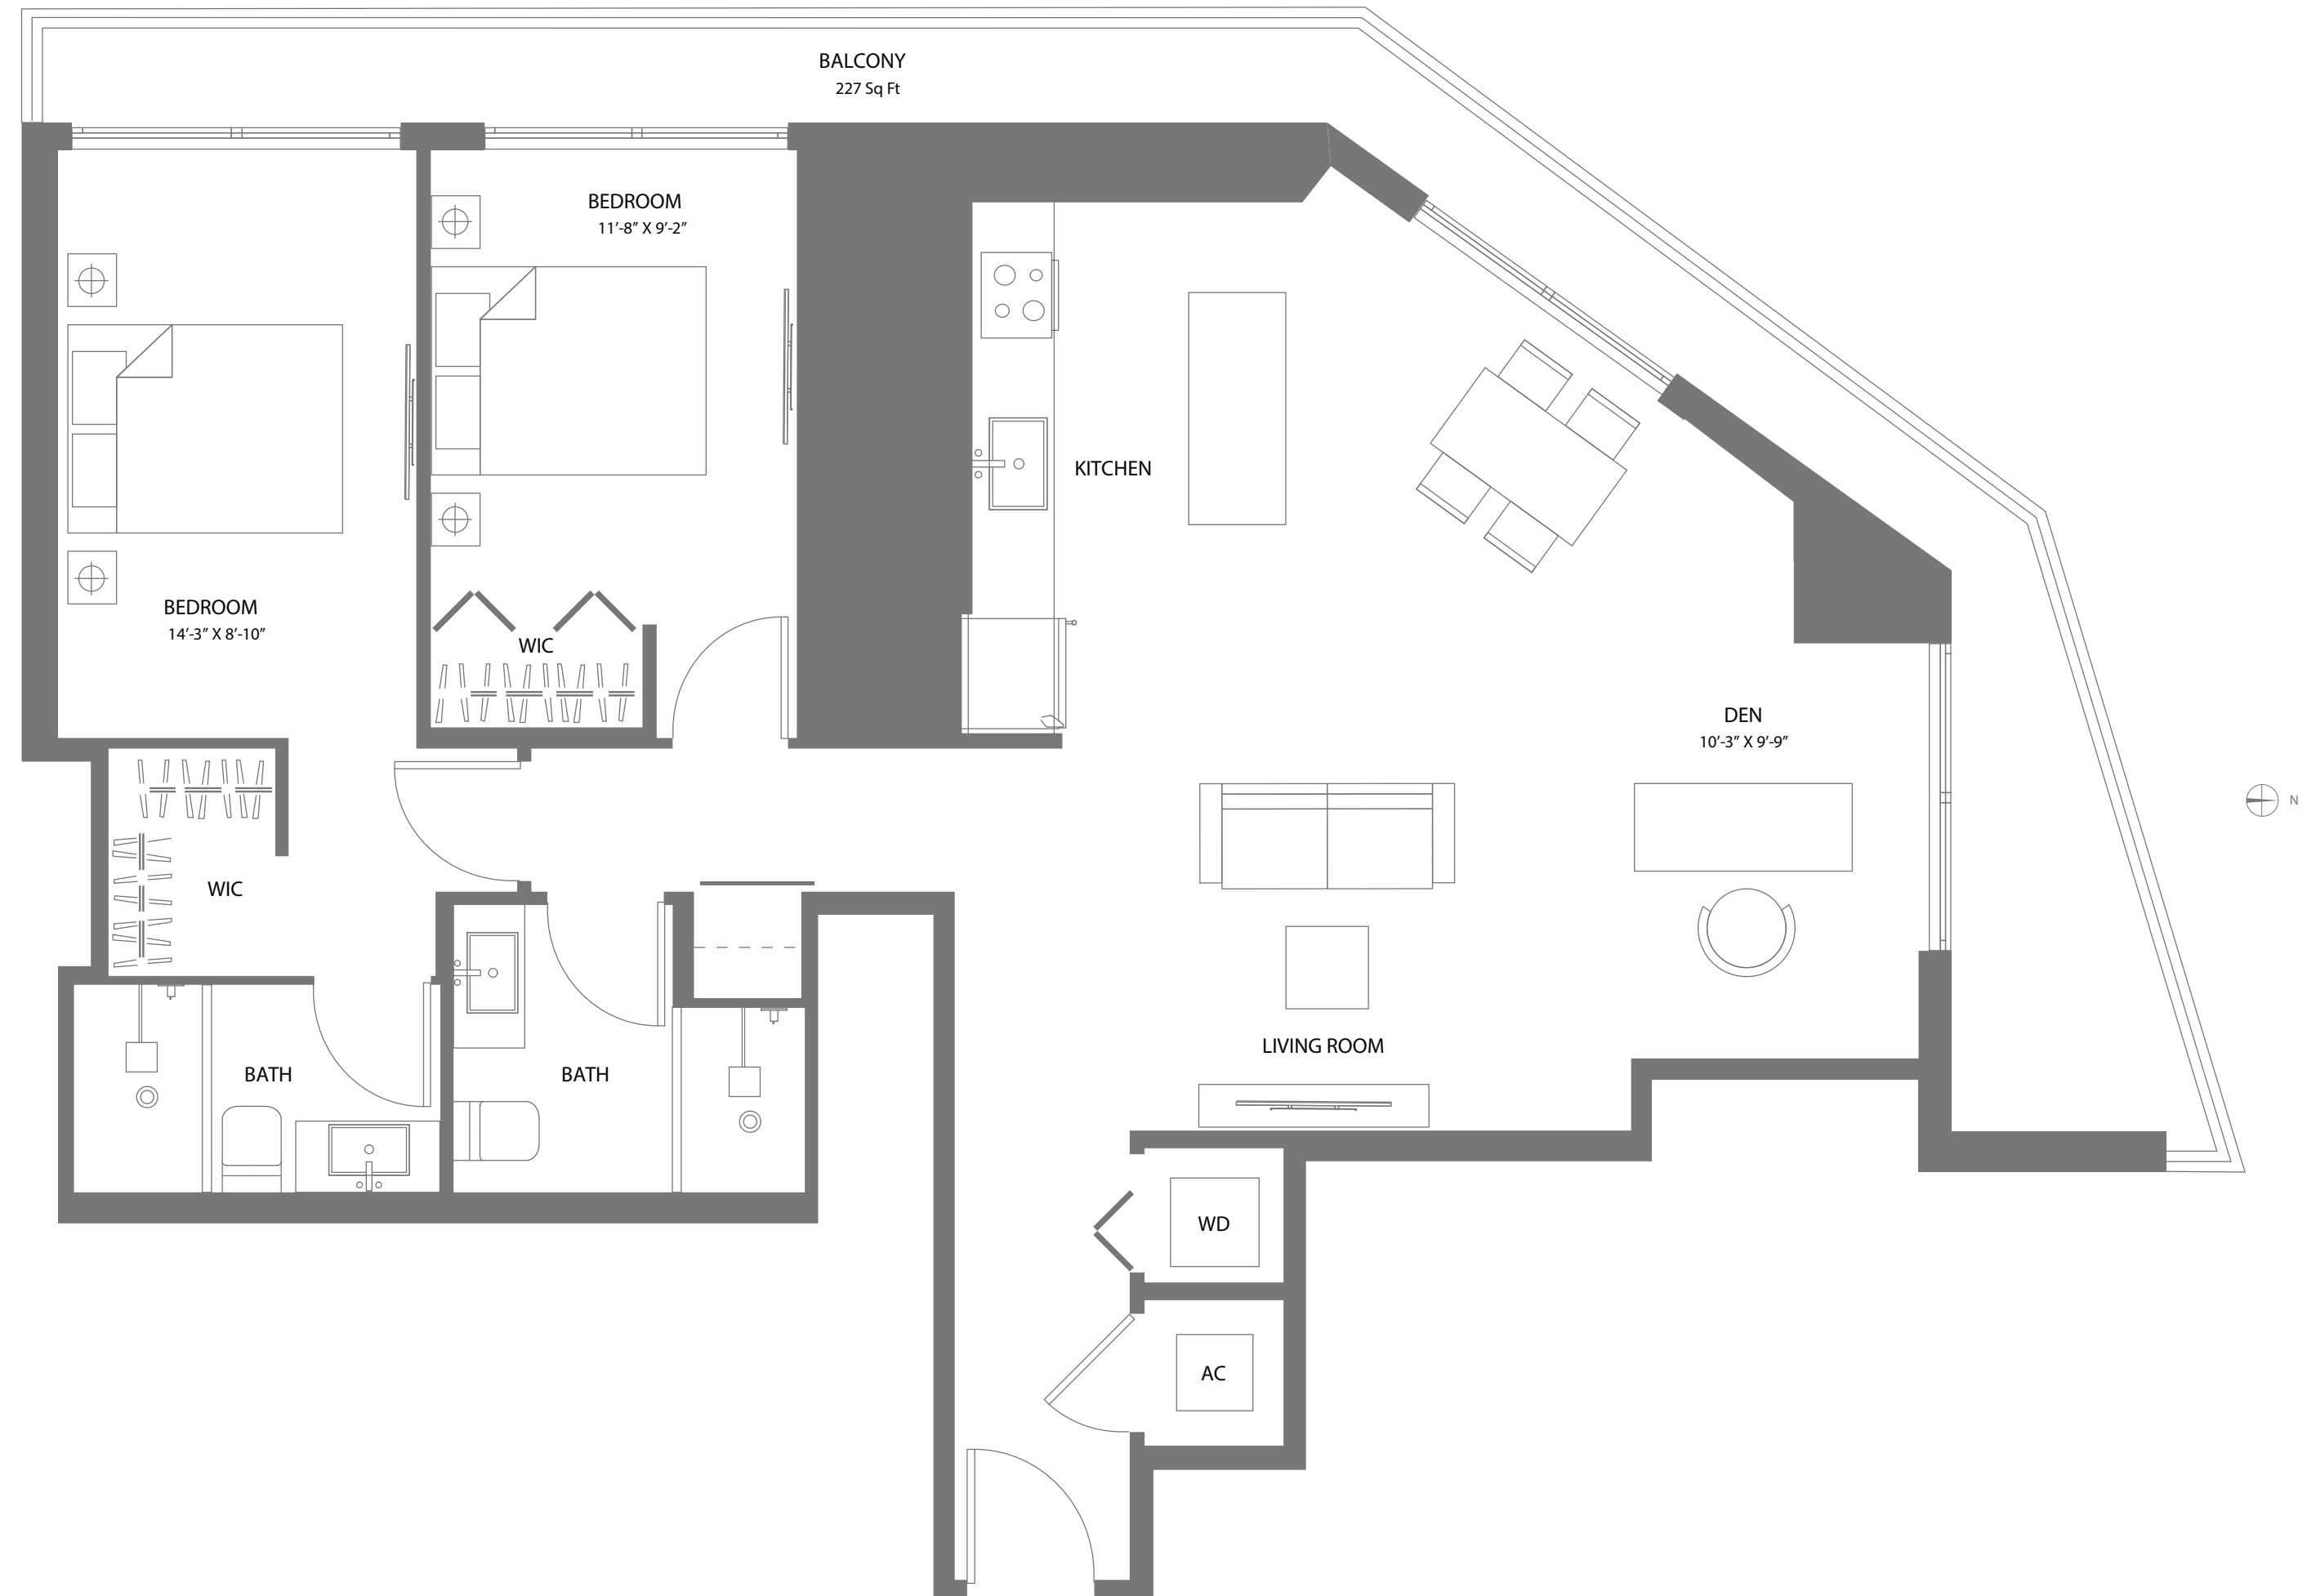 BALCONY
227 Sq Ft
BEDROOM
11’-8” X 9’-2”
KITCHEN
BEDROOM
14’-3” X 8’-10”
WIC
DEN
10’-3” X 9’-9”
N
WIC
LIVING ROOM
BATH
BATH
WD
AC